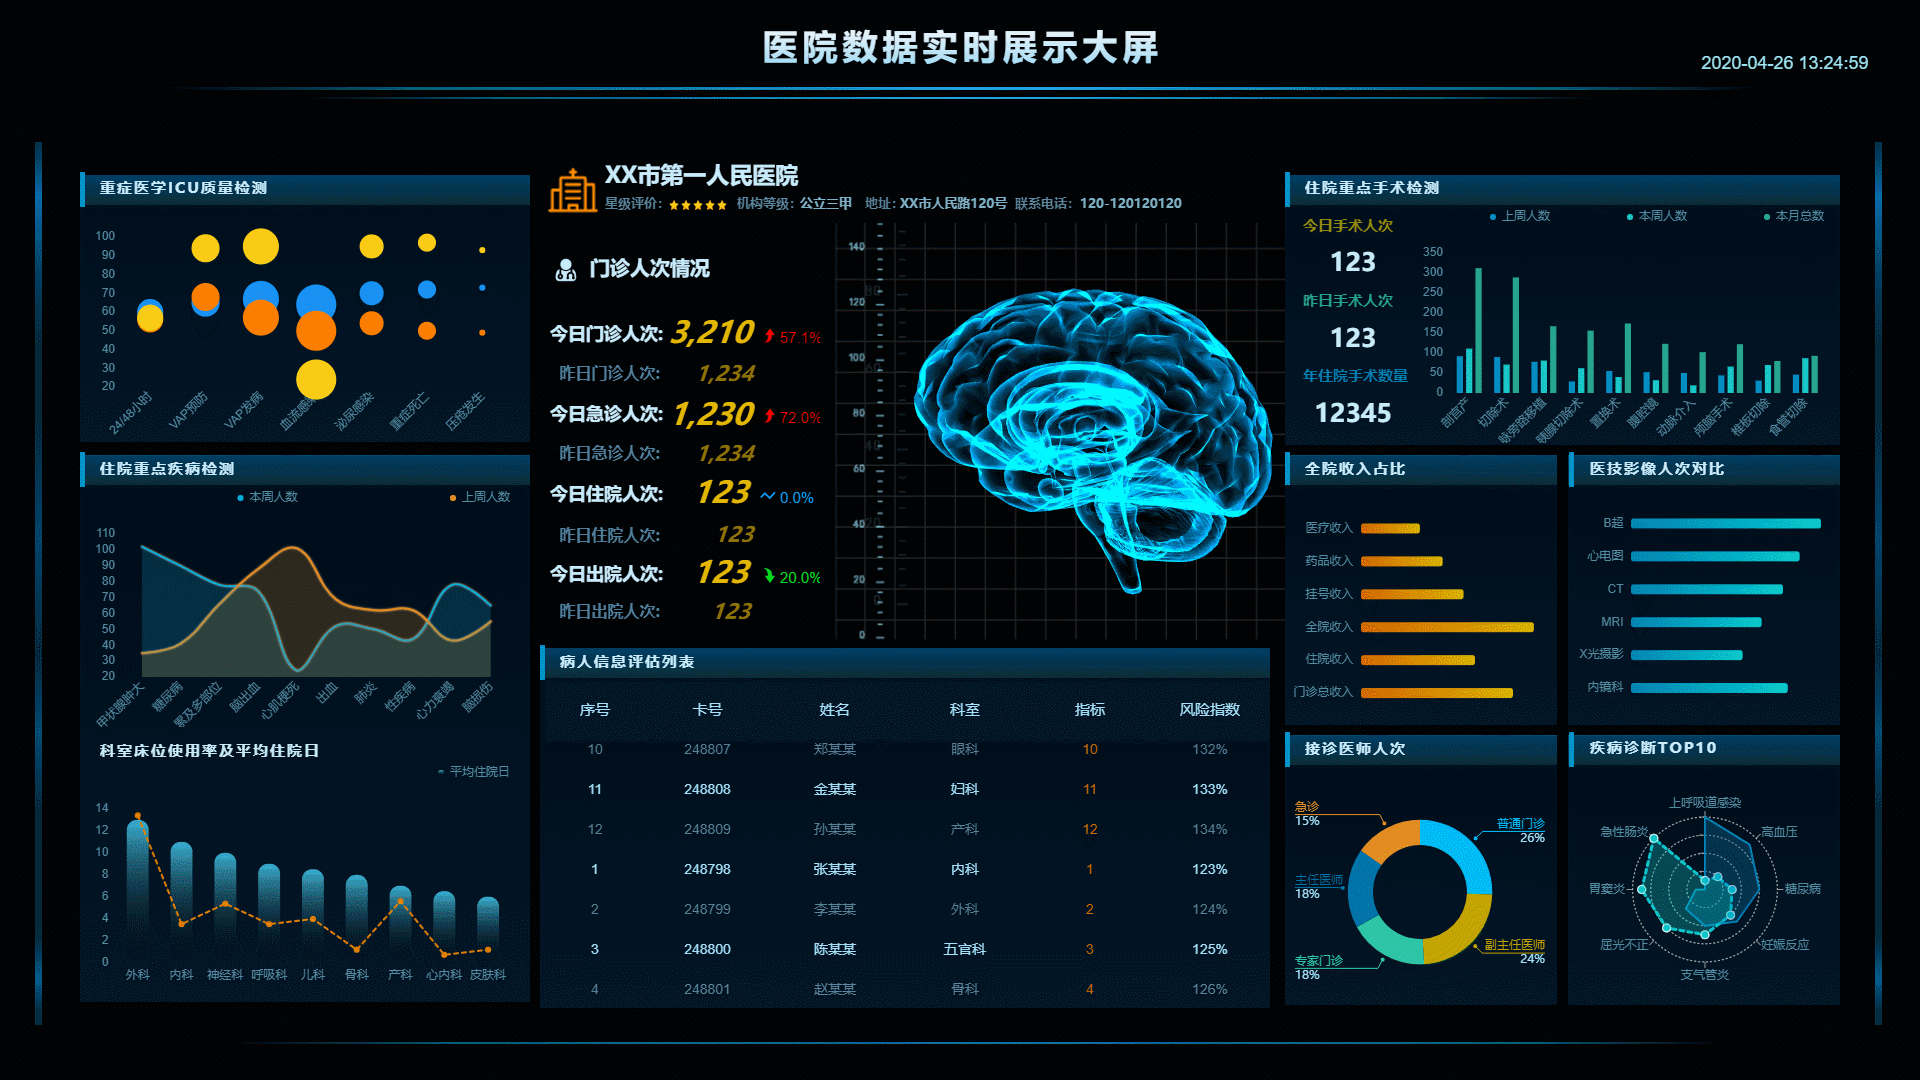 医院数据实时展示大屏
2020-04-26 13:24:59
重症医学ICU质量检测
100
90
80
70
60
50
40
30
20
24/48小时 VAP预防 VAP发病 血流感染 泌尿感染 重症死亡 压疮发生
住院重点疾病检测
本周人数 上周人数
110
100
90
80
70
60
50
40
30
20
甲状腺肿大 糖尿病 累及多部位 脑出血 心肌梗死 出血 肺炎 性疾病 心力衰竭 脑损伤
科室床位使用率及平均住院日
平均住院日
14
12
10
8
6
4
2
0
外科 内科 神经科 呼吸科 儿科 骨科 产科 心内科 皮肤科
XX市第一人民医院
星级评价: ★★★★★ 机构等级: 公立三甲 地址: XX市人民路120号 联系电话: 120-120120120
门诊人次情况
今日门诊人次: 3,210 57.1%
昨日门诊人次: 1,234
今日急诊人次: 1,230 72.0%
昨日急诊人次: 1,234
今日住院人次: 123 0.0%
昨日住院人次: 123
今日出院人次: 123 20.0%
昨日出院人次: 123
140
120
100
80
60
40
20
0
病人信息评估列表
序号 卡号 姓名 科室 指标 风险指数
10 248807 郑某某 眼科 10 132%
11 248808 金某某 妇科 11 133%
12 248809 孙某某 产科 12 134%
1 248798 张某某 内科 1 123%
2 248799 李某某 外科 2 124%
3 248800 陈某某 五官科 3 125%
4 248801 赵某某 骨科 4 126%
住院重点手术检测
今日手术人次
123
昨日手术人次
123
年住院手术数量
12345
上周人数 本周人数 本月总数
350
300
250
200
150
100
50
0
剖宫产 切除术 脉旁路移植 胰腺切除术 置换术 腹腔镜 动脉介入 颅脑手术 椎板切除 食管切除
全院收入占比
医疗收入
药品收入
挂号收入
全院收入
住院收入
门诊总收入
医技影像人次对比
B超
心电图
CT
MRI
X光摄影
内镜科
接诊医师人次
急诊
15%
普通门诊
26%
主任医师
18%
副主任医师
24%
专家门诊
18%
疾病诊断TOP10
上呼吸道感染
急性肠炎 高血压
胃窦炎 糖尿病
屈光不正 妊娠反应
支气管炎